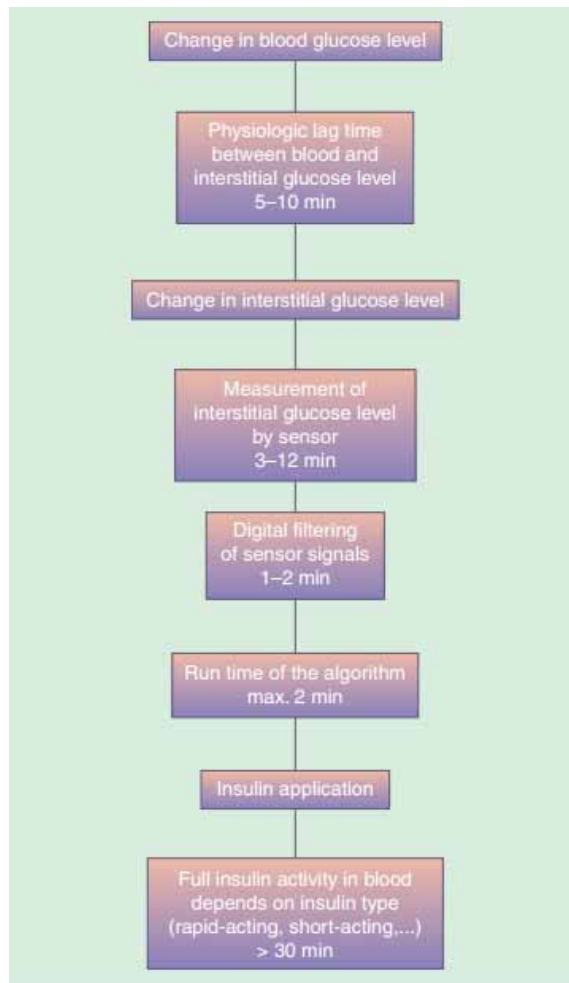 Change in blood glucose level
Physiologic lag time
between blood and
interstitial glucose level
5–10 min
Change in interstitial glucose level
Measurement of
interstitial glucose level
by sensor
3–12 min
Digital filtering
of sensor signals
1–2 min
Run time of the algorithm
max. 2 min
Insulin application
Full insulin activity in blood
depends on insulin type
(rapid-acting, short-acting,...)
> 30 min